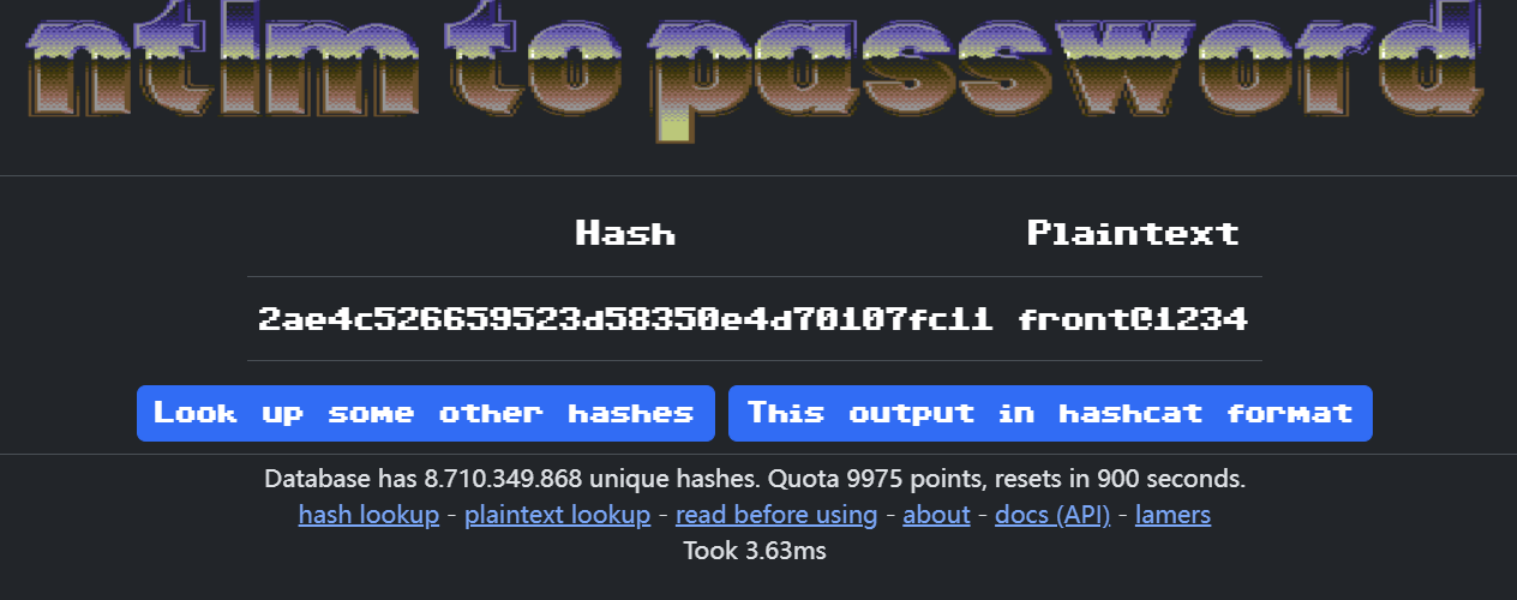 ntlm to password
Hash Plaintext
2ae4c526659523d58350e4d70107fc11 front@1234
Look up some other hashes This output in hashcat format
Database has 8.710.349.868 unique hashes. Quota 9975 points, resets in 900 seconds.
hash lookup - plaintext lookup - read before using - about - docs (API) - lamers
Took 3.63ms